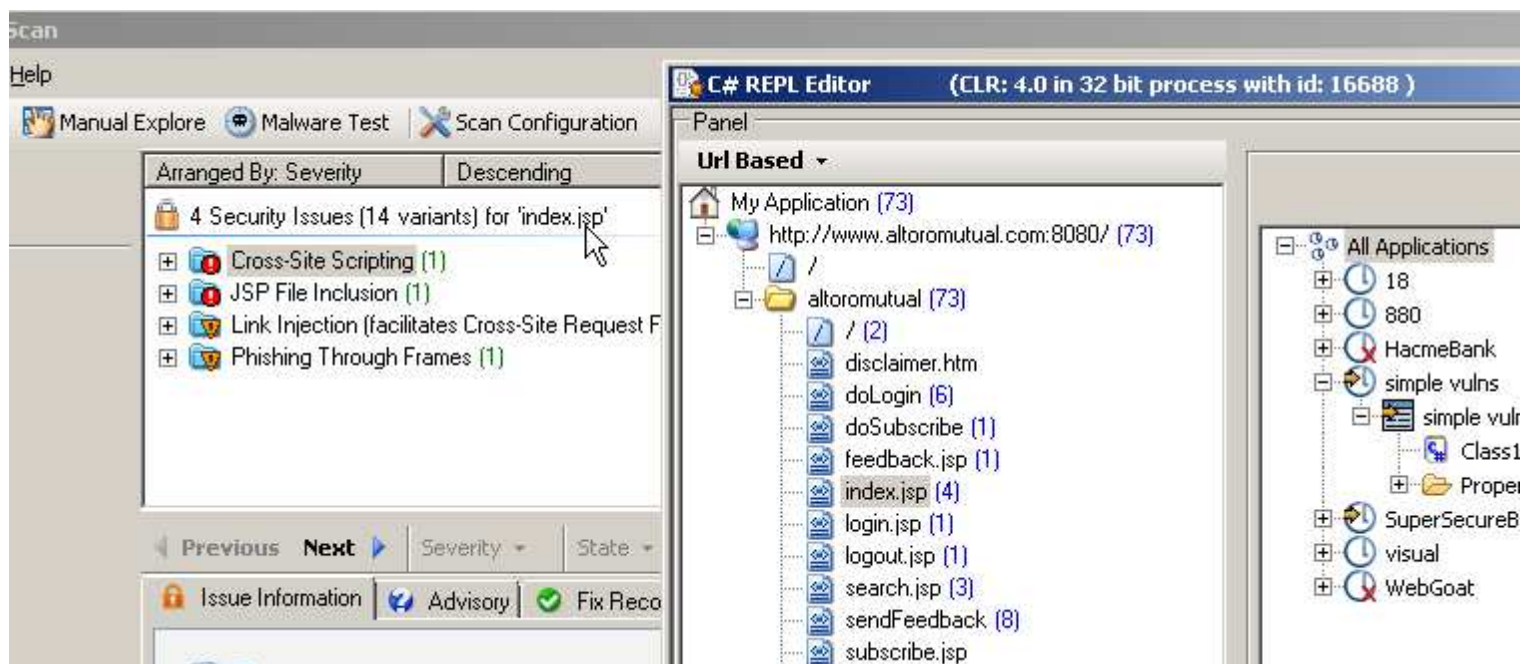 Scan
Help
Manual Explore Malware Test Scan Configuration
Arranged By: Severity Descending
4 Security Issues (14 variants) for 'index.jsp'
Cross-Site Scripting (1)
JSP File Inclusion (1)
Link Injection (facilitates Cross-Site Request F
Phishing Through Frames (1)
Previous Next Severity State
Issue Information Advisory Fix Reco
C# REPL Editor (CLR: 4.0 in 32 bit process with id: 16688 )
Panel
Url Based
My Application (73)
http://www.altoromutual.com:8080/ (73)
/
altoromutual (73)
/ (2)
disclaimer.htm
doLogin (6)
doSubscribe (1)
feedback.jsp (1)
index.jsp (4)
login.jsp (1)
logout.jsp (1)
search.jsp (3)
sendFeedback (8)
subscribe.jsp
All Applications
18
880
HacmeBank
simple vulns
simple vuln
Class1
Proper
SuperSecureB
visual
WebGoat